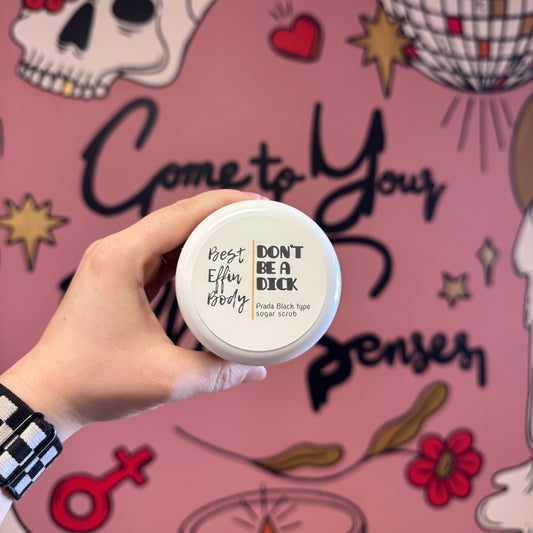 Come to Your
Senses
Best
Effin
Body
DON'T
BE A
DICK
Prada Black type
sugar scrub